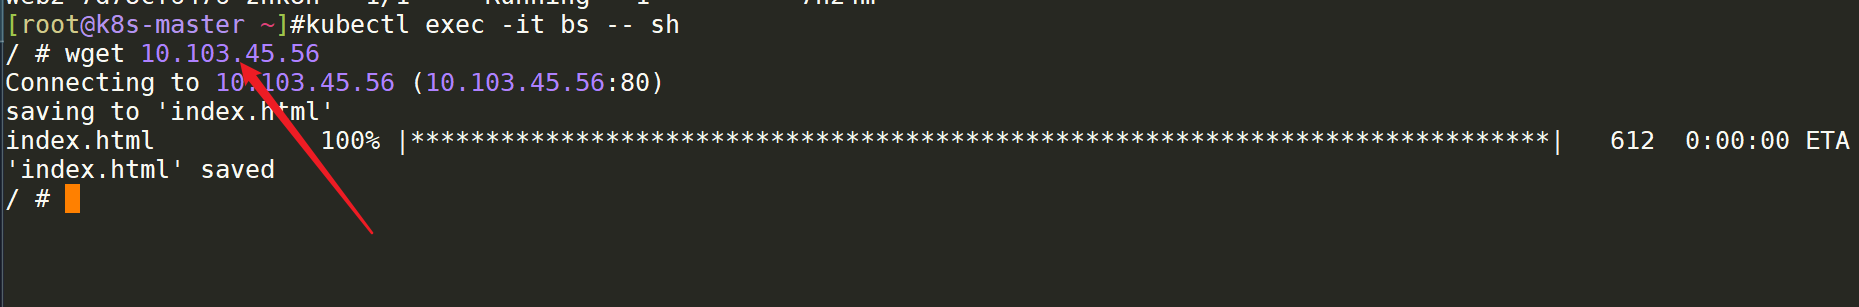 [root@k8s-master ~]#kubectl exec -it bs -- sh
/ # wget 10.103.45.56
Connecting to 10.103.45.56 (10.103.45.56:80)
saving to 'index.html'
index.html           100% |****************************************************************************|   612  0:00:00 ETA
'index.html' saved
/ #